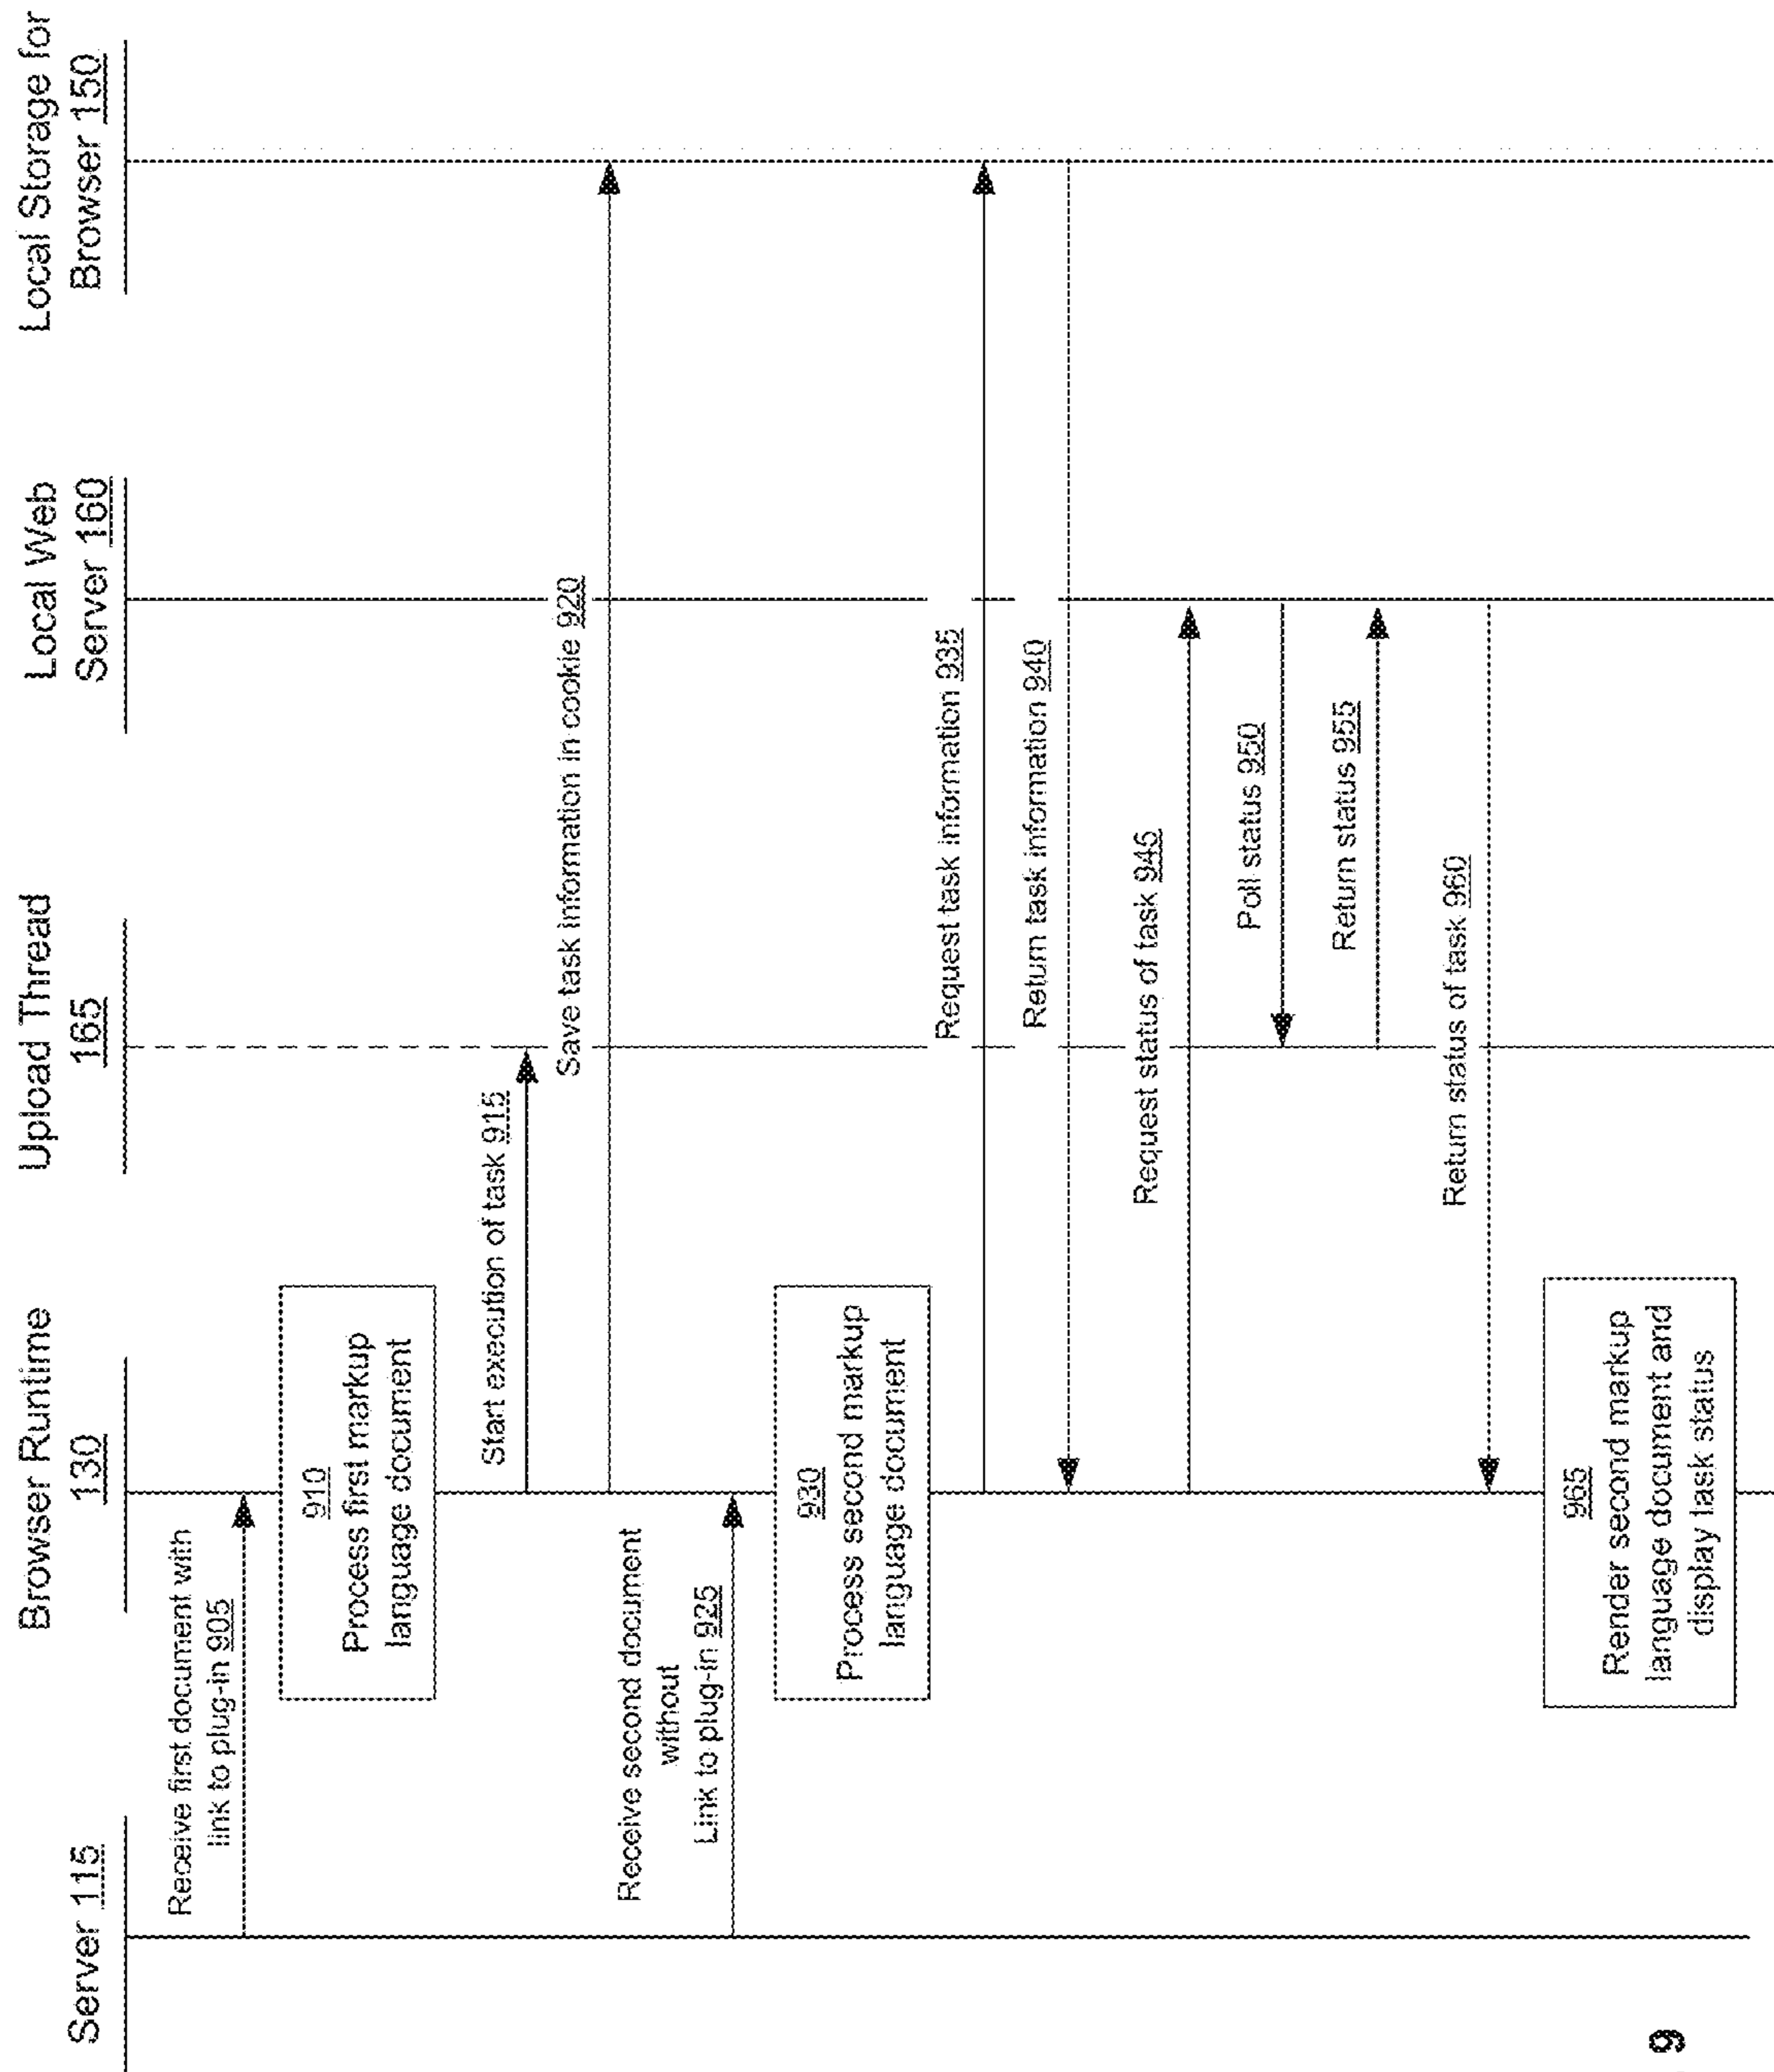 Server 115
Browser Runtime
130
Upload Thread
165
Local Web
Server 160
Local Storage for
Browser 150
Receive first document with
link to plug-in 905
910
Process first markup
language document
Start execution of task 915
Save task information in cookie 920
Receive second document
without
Link to plug-in 925
930
Process second markup
language document
Request task information 935
Return task information 940
Request status of task 945
Poll status 950
Return status 955
Return status of task 960
965
Render second markup
language document and
display task status
9